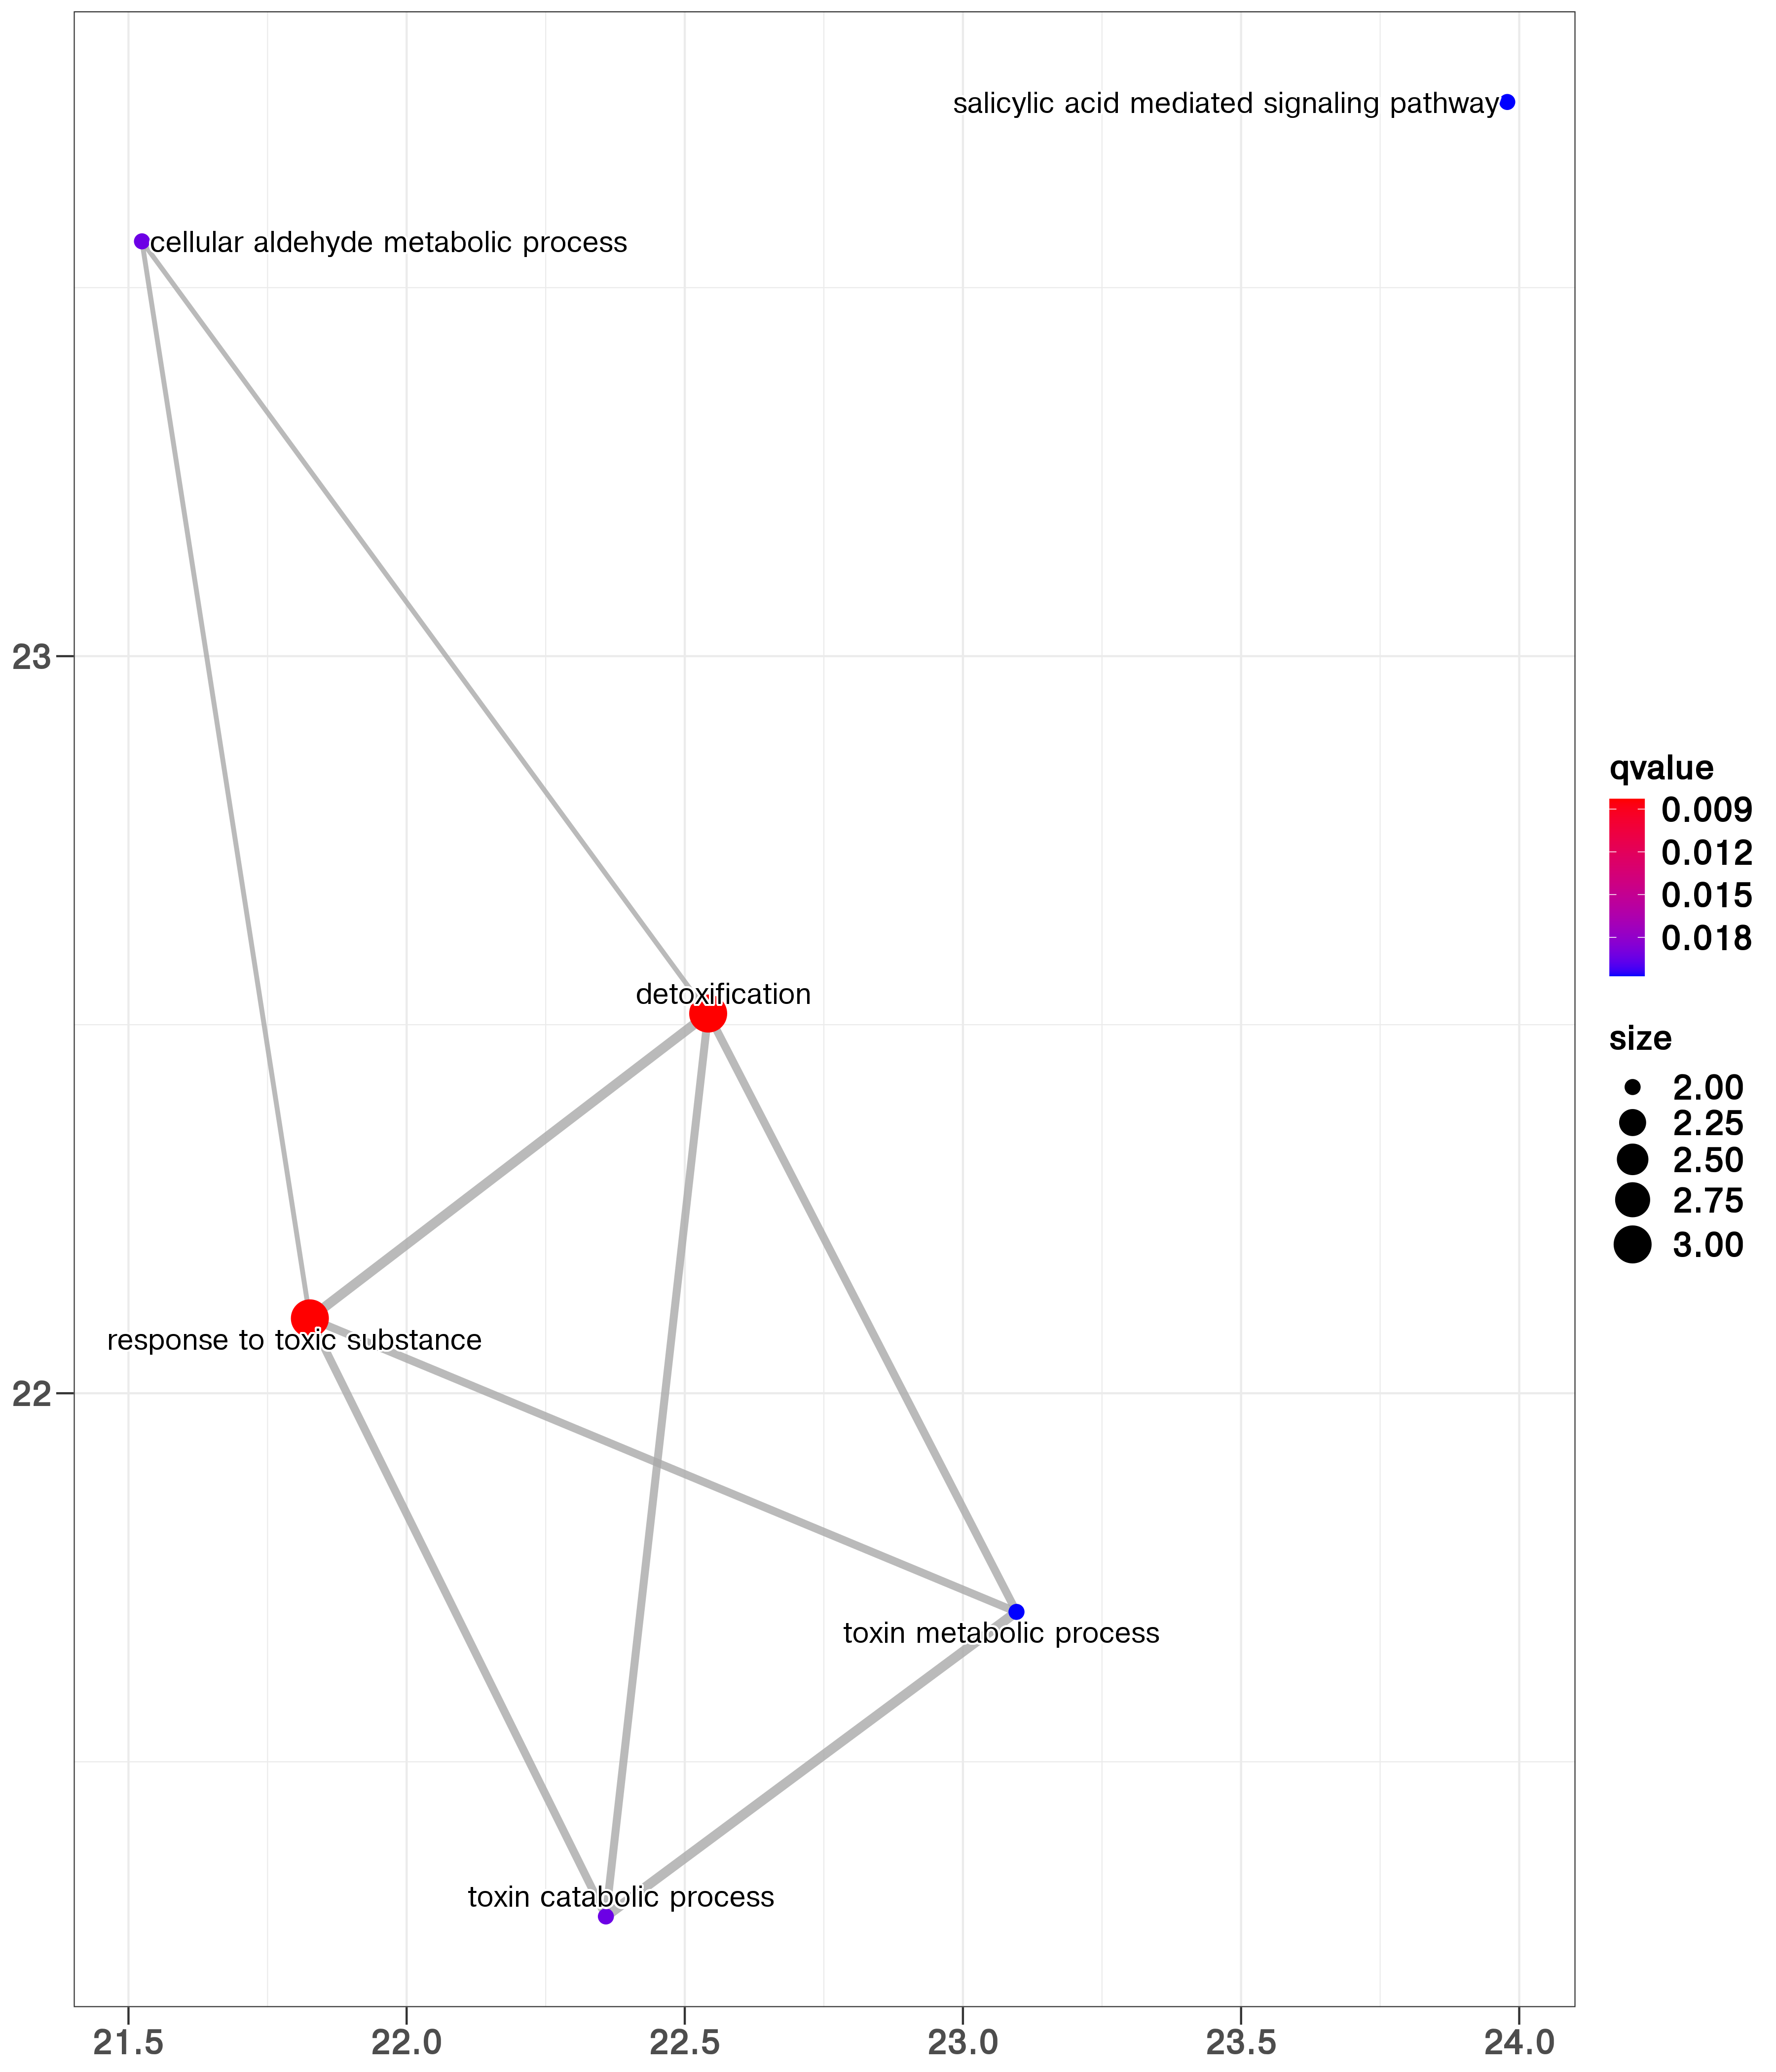 salicylic acid mediated signaling pathway
cellular aldehyde metabolic process
23
detoxification
response to toxic substance
22
toxin metabolic process
toxin catabolic process
21.5 22.0 22.5 23.0 23.5 24.0
qvalue
0.009
0.012
0.015
0.018
size
2.00
2.25
2.50
2.75
3.00